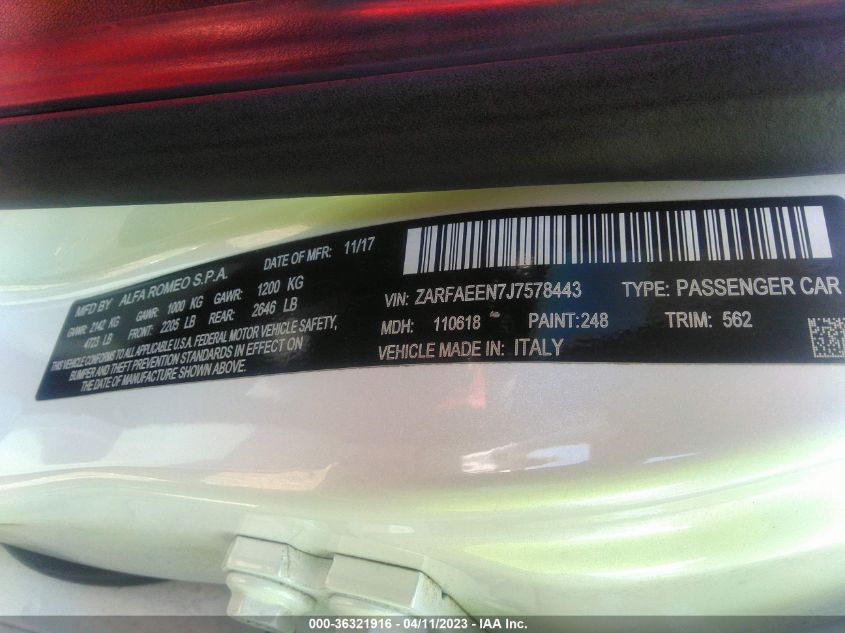 MFD BY ALFA ROMEO S.P.A. DATE OF MFR: 11/17
GVWR: 2142 KG GAWR: 1000 KG GAWR: 1200 KG
4723 LB FRONT: 2205 LB REAR: 2646 LB
THIS VEHICLE CONFORMS TO ALL APPLICABLE U.S.A. FEDERAL MOTOR VEHICLE SAFETY,
BUMPER AND THEFT PREVENTION STANDARDS IN EFFECT ON
THE DATE OF MANUFACTURE SHOWN ABOVE.
VIN: ZARFAEEN7J7578443 TYPE: PASSENGER CAR
MDH: 110618 PAINT:248 TRIM: 562
VEHICLE MADE IN: ITALY
000-36321916 - 04/11/2023 - IAA Inc.